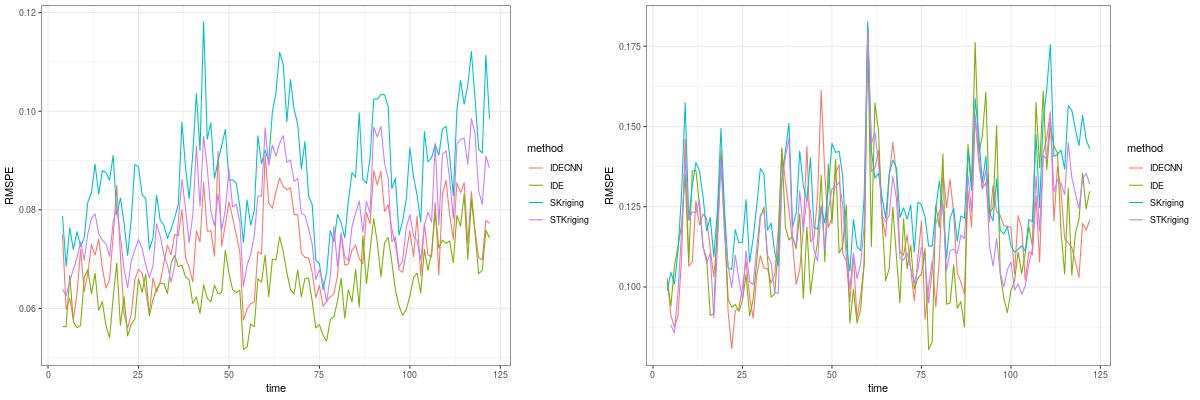 0.12
0.10
0.08
0.06
RMSPE
0 25 50 75 100 125
time
method
IDECNN
IDE
SKriging
STKriging
0.175
0.150
0.125
0.100
RMSPE
0 25 50 75 100 125
time
method
IDECNN
IDE
SKriging
STKriging